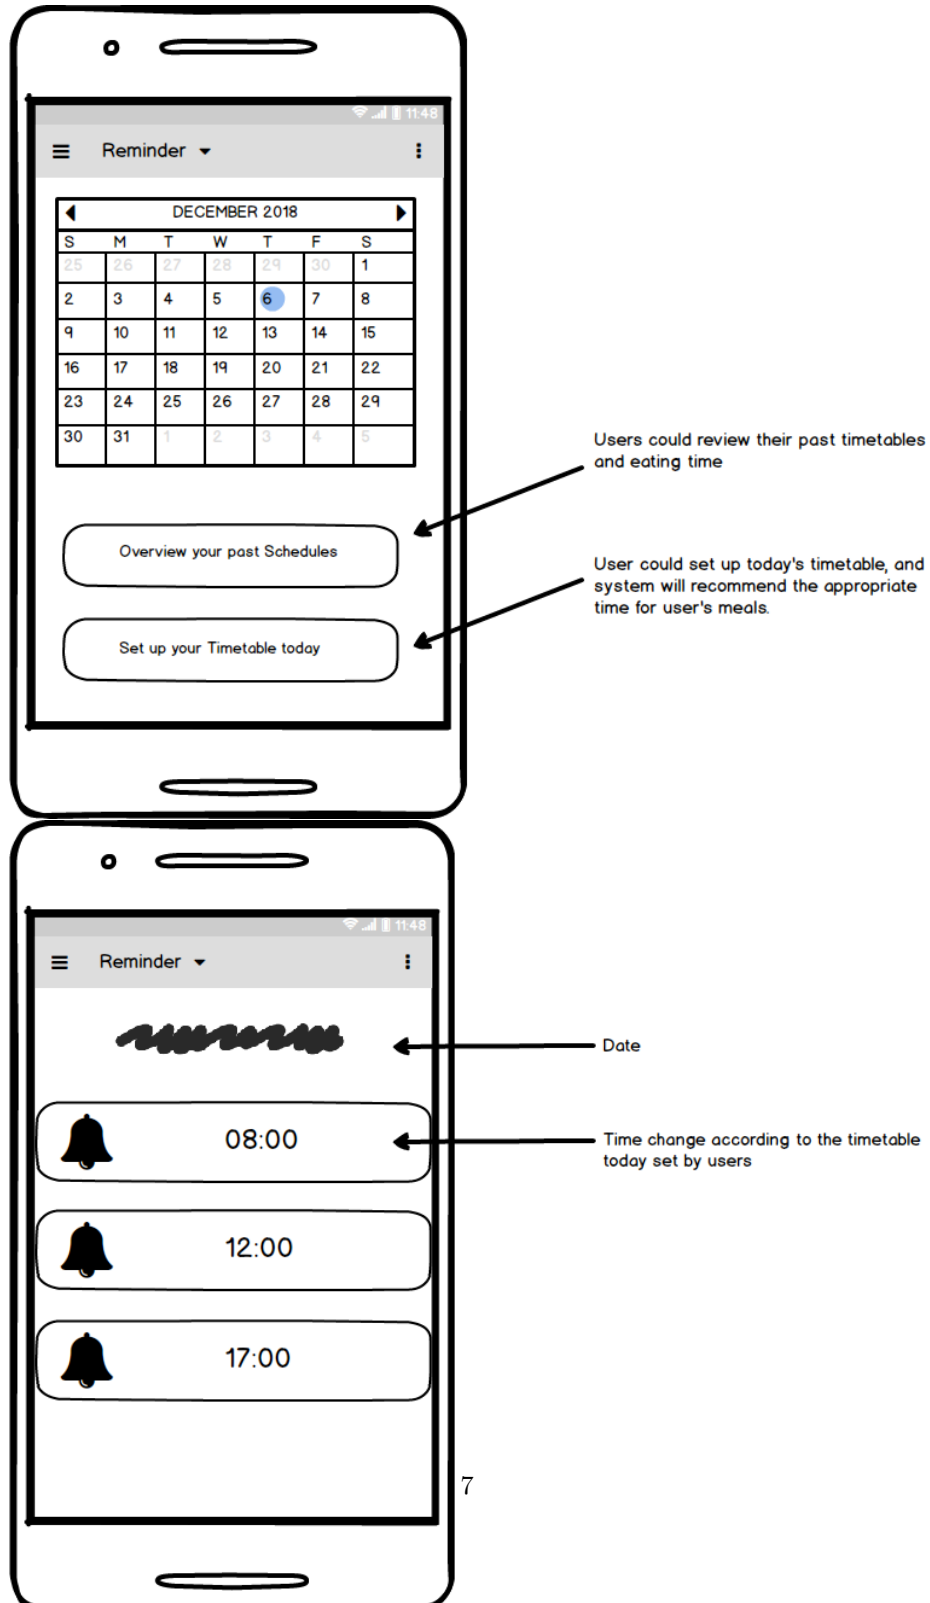 11:48
Reminder
DECEMBER 2018
S M T W T F S
25 26 27 28 29 30 1
2 3 4 5 6 7 8
9 10 11 12 13 14 15
16 17 18 19 20 21 22
23 24 25 26 27 28 29
30 31 1 2 3 4 5
Users could review their past timetables
and eating time
Overview your past Schedules
User could set up today's timetable, and
system will recommend the appropriate
time for user's meals.
Set up your Timetable today
11:48
Reminder
Date
08:00
Time change according to the timetable
today set by users
12:00
17:00
7